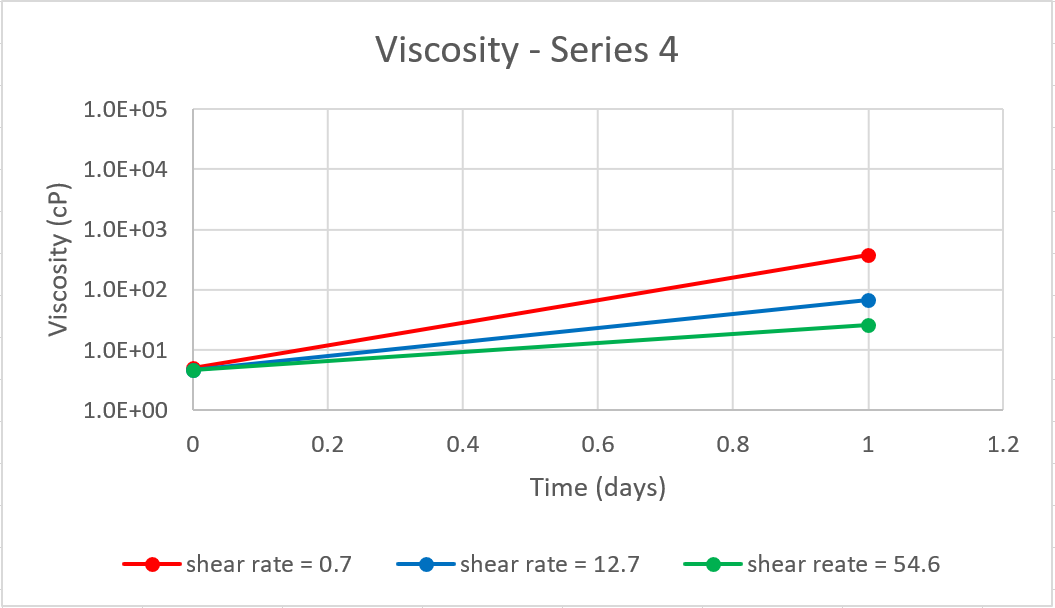 Viscosity - Series 4
1.0E+05
1.0E+04
1.0E+03
1.0E+02
1.0E+01
1.0E+00
Viscosity (cP)
0 0.2 0.4 0.6 0.8 1 1.2
Time (days)
shear rate = 0.7 shear rate = 12.7 shear reate = 54.6